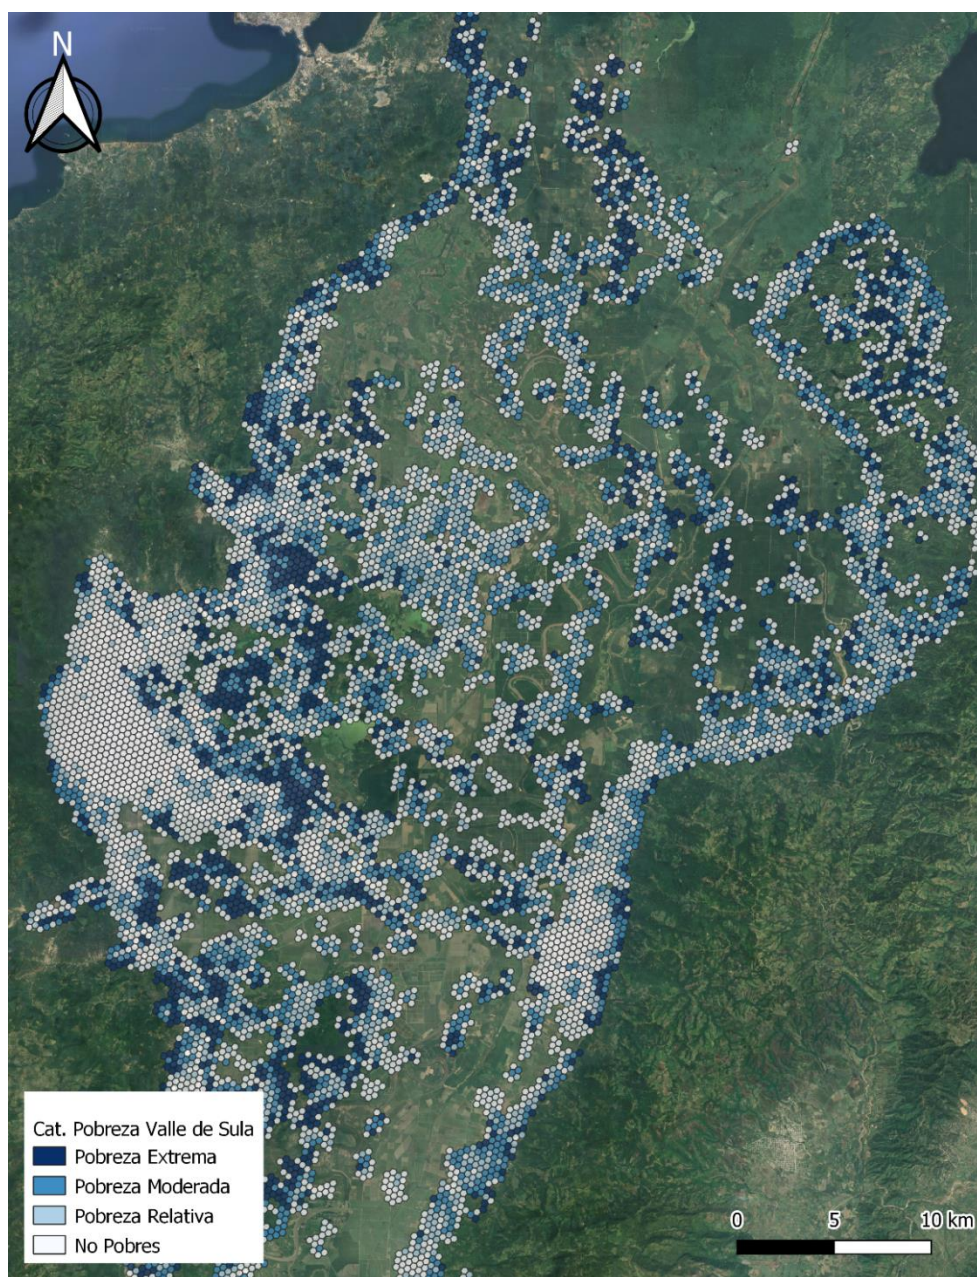 N
Cat. Pobreza Valle de Sula
Pobreza Extrema
Pobreza Moderada
Pobreza Relativa
No Pobres
0 5 10 km